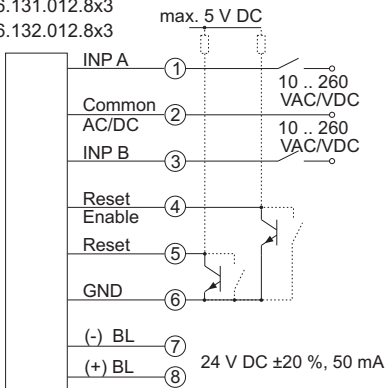 6.131.012.8x3
6.132.012.8x3
max. 5 V DC
INP A
1
10 .. 260
VAC/VDC
Common
AC/DC
2
10 .. 260
VAC/VDC
INP B
3
Reset
Enable
4
Reset
5
GND
6
(-) BL
7
(+) BL
8
24 V DC ±20 %, 50 mA